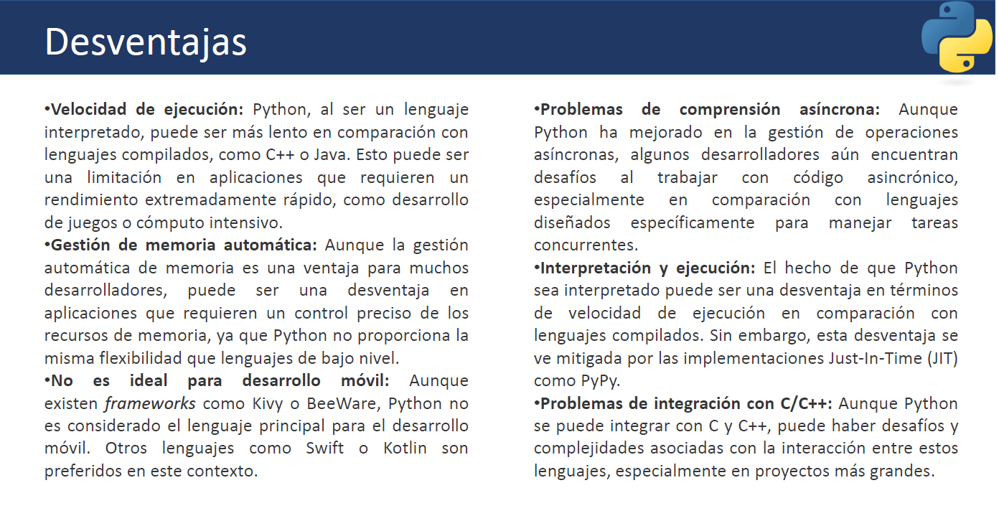 Desventajas
•Velocidad de ejecución: Python, al ser un lenguaje
interpretado, puede ser más lento en comparación con
lenguajes compilados, como C++ o Java. Esto puede ser
una limitación en aplicaciones que requieren un
rendimiento extremadamente rápido, como desarrollo
de juegos o cómputo intensivo.
•Gestión de memoria automática: Aunque la gestión
automática de memoria es una ventaja para muchos
desarrolladores, puede ser una desventaja en
aplicaciones que requieren un control preciso de los
recursos de memoria, ya que Python no proporciona la
misma flexibilidad que lenguajes de bajo nivel.
•No es ideal para desarrollo móvil: Aunque
existen frameworks como Kivy o BeeWare, Python no
es considerado el lenguaje principal para el desarrollo
móvil. Otros lenguajes como Swift o Kotlin son
preferidos en este contexto.
•Problemas de comprensión asíncrona: Aunque
Python ha mejorado en la gestión de operaciones
asíncronas, algunos desarrolladores aún encuentran
desafíos al trabajar con código asincrónico,
especialmente en comparación con lenguajes
diseñados específicamente para manejar tareas
concurrentes.
•Interpretación y ejecución: El hecho de que Python
sea interpretado puede ser una desventaja en términos
de velocidad de ejecución en comparación con
lenguajes compilados. Sin embargo, esta desventaja se
ve mitigada por las implementaciones Just-In-Time (JIT)
como PyPy.
•Problemas de integración con C/C++: Aunque Python
se puede integrar con C y C++, puede haber desafíos y
complejidades asociadas con la interacción entre estos
lenguajes, especialmente en proyectos más grandes.